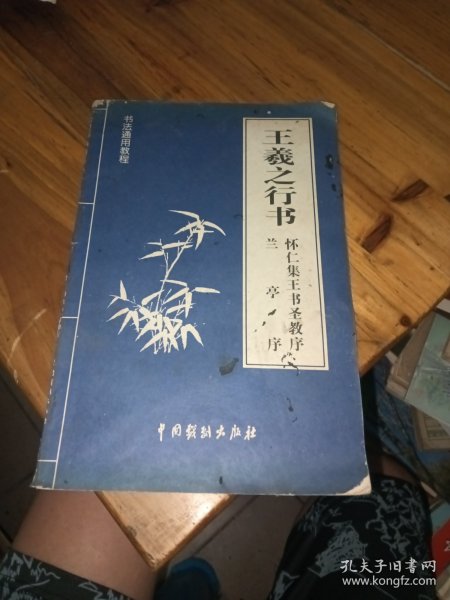 书法通用教程
王羲之行书
怀仁集王书圣教序
兰亭序
中国戏剧出版社
孔夫子旧书网
www.kongfz.com